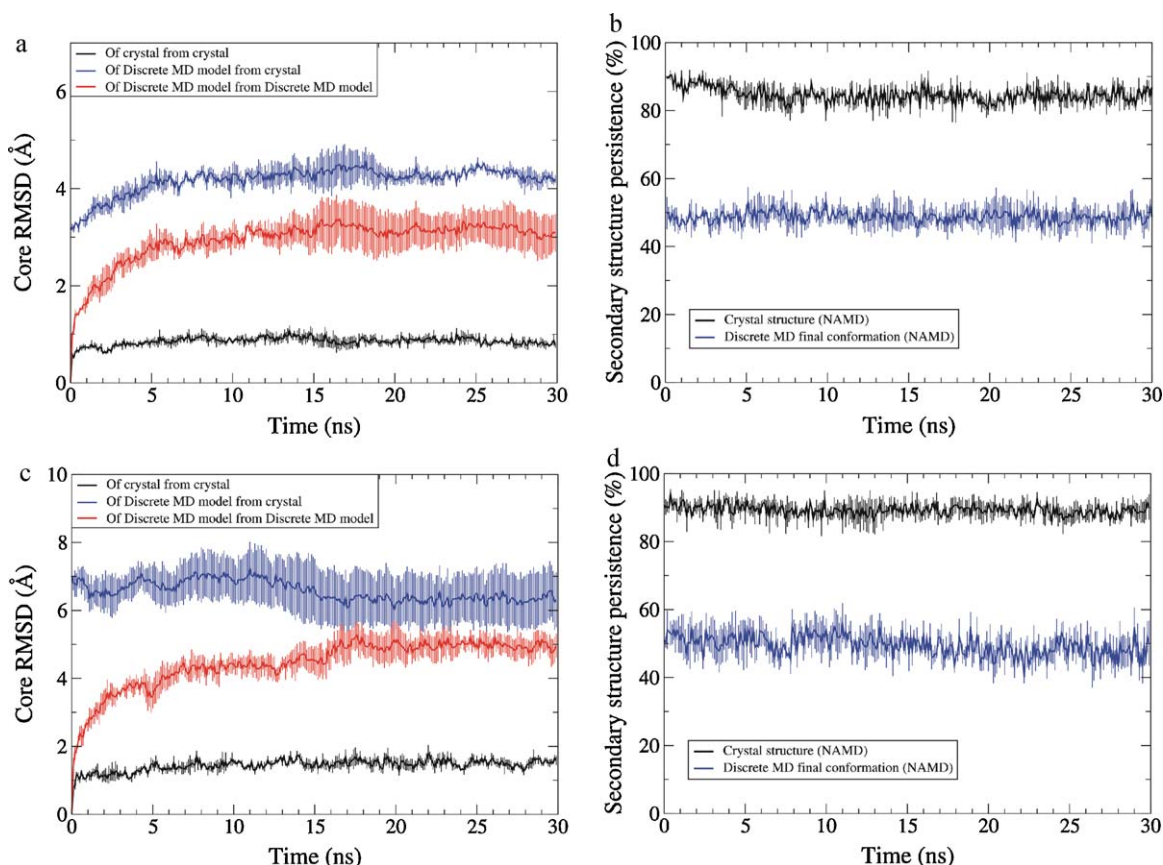 a
Of crystal from crystal
Of Discrete MD model from crystal
Of Discrete MD model from Discrete MD model
Core RMSD (Å)
6
4
2
0
0 5 10 15 20 25 30
Time (ns)
b
Secondary structure persistence (%)
100
80
60
40
20
0
Crystal structure (NAMD)
Discrete MD final conformation (NAMD)
0 5 10 15 20 25 30
Time (ns)
c
Of crystal from crystal
Of Discrete MD model from crystal
Of Discrete MD model from Discrete MD model
Core RMSD (Å)
10
8
6
4
2
0
0 5 10 15 20 25 30
Time (ns)
d
Secondary structure persistence (%)
100
80
60
40
20
0
Crystal structure (NAMD)
Discrete MD final conformation (NAMD)
0 5 10 15 20 25 30
Time (ns)